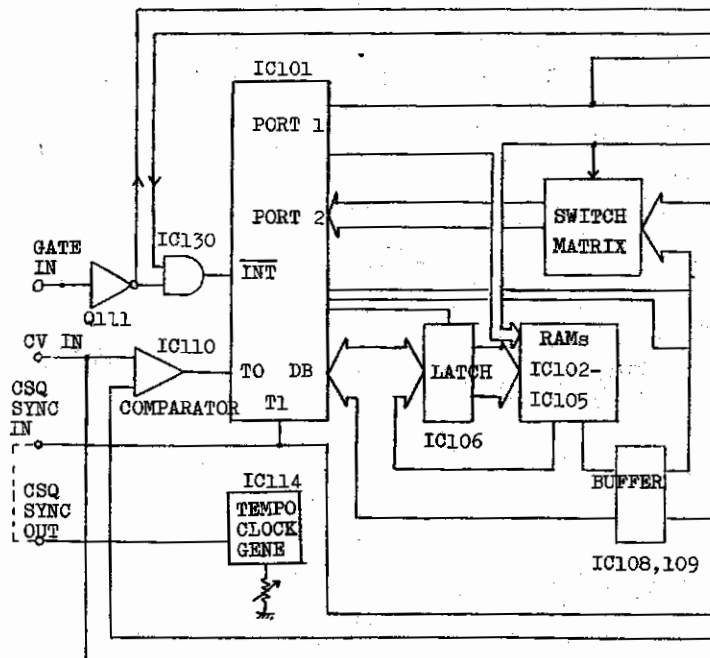 IC101
PORT 1
PORT 2
IC130
GATE
IN
Q111
INT
SWITCH
MATRIX
CV IN
IC110
COMPARATOR
TO DB
T1
LATCH
IC106
RAMs
IC102-
IC105
CSQ
SYNC
IN
CSQ
SYNC
OUT
IC114
TEMPO
CLOCK
GENE
BUFFER
IC108,109